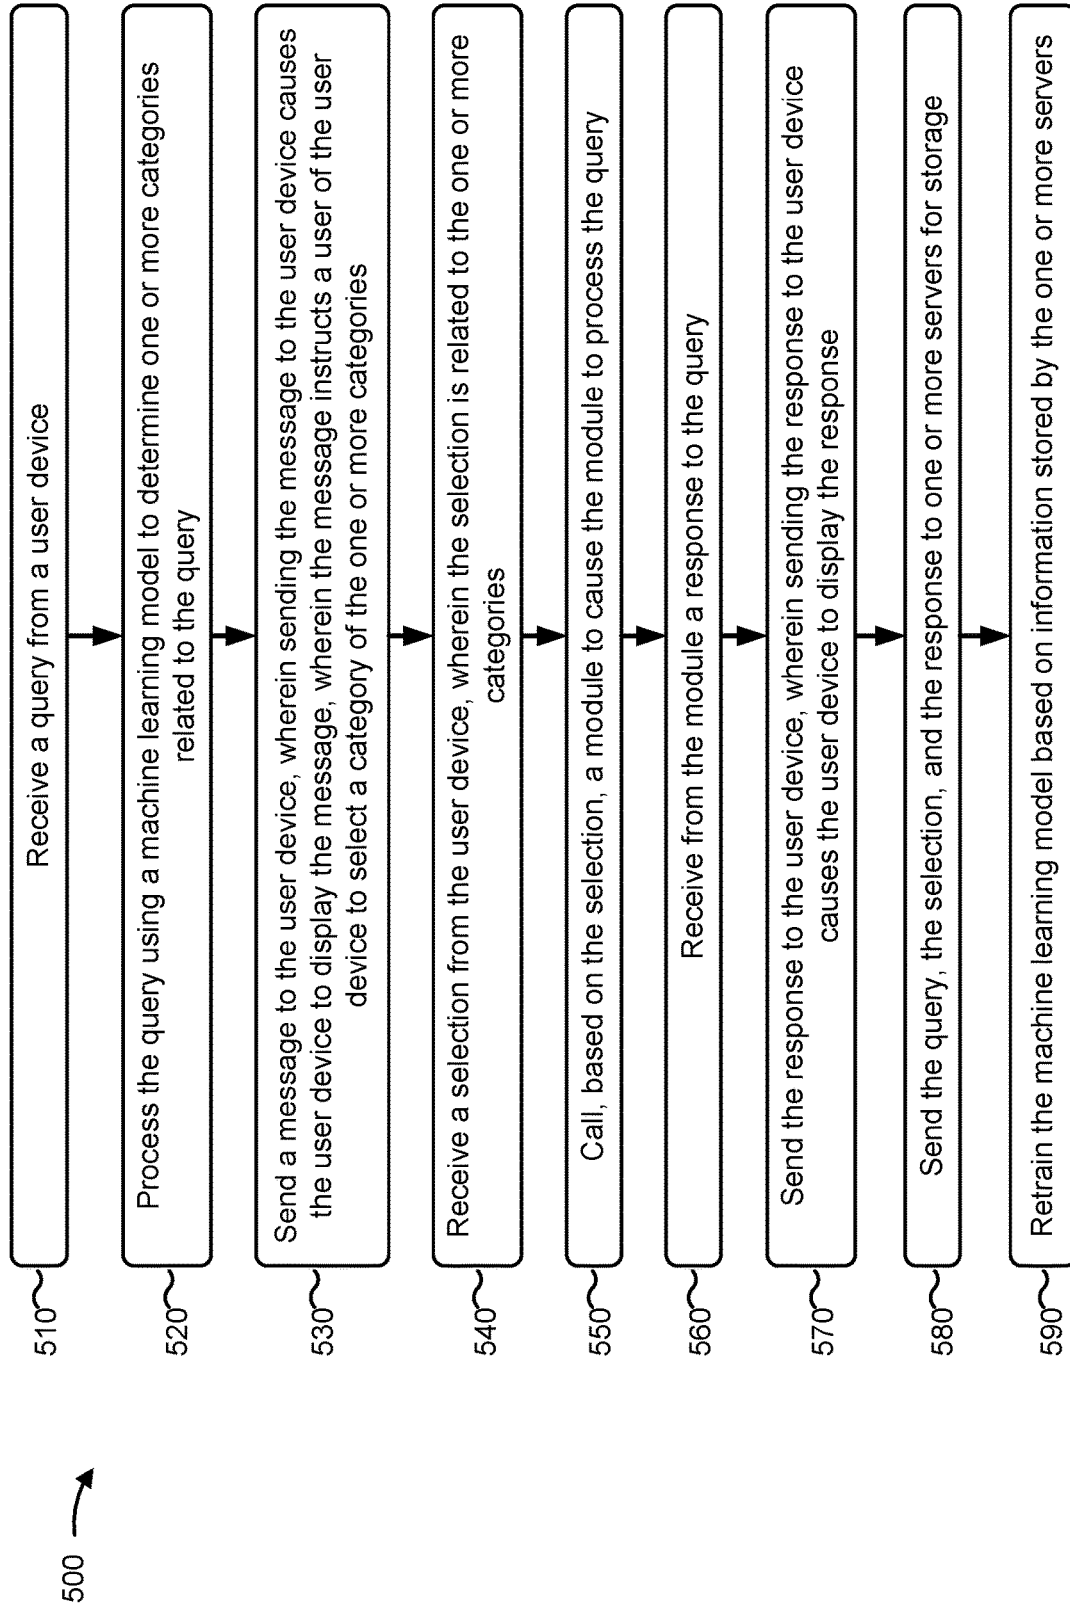 500
510
Receive a query from a user device
520
Process the query using a machine learning model to determine one or more categories
related to the query
530
Send a message to the user device, wherein sending the message to the user device causes
the user device to display the message, wherein the message instructs a user of the user
device to select a category of the one or more categories
540
Receive a selection from the user device, wherein the selection is related to the one or more
categories
550
Call, based on the selection, a module to cause the module to process the query
560
Receive from the module a response to the query
570
Send the response to the user device, wherein sending the response to the user device
causes the user device to display the response
580
Send the query, the selection, and the response to one or more servers for storage
590
Retrain the machine learning model based on information stored by the one or more servers